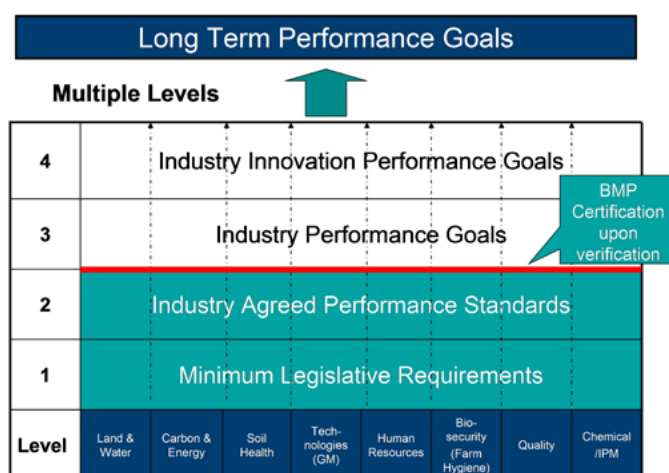 Long Term Performance Goals
Multiple Levels
4
Industry Innovation Performance Goals
BMP
Certification
upon
verification
3
Industry Performance Goals
2
Industry Agreed Performance Standards
1
Minimum Legislative Requirements
Level
Land &
Water
Carbon &
Energy
Soil
Health
Tech-
nologies
(GM)
Human
Resources
Bio-
security
(Farm
Hygiene)
Quality
Chemical
/IPM